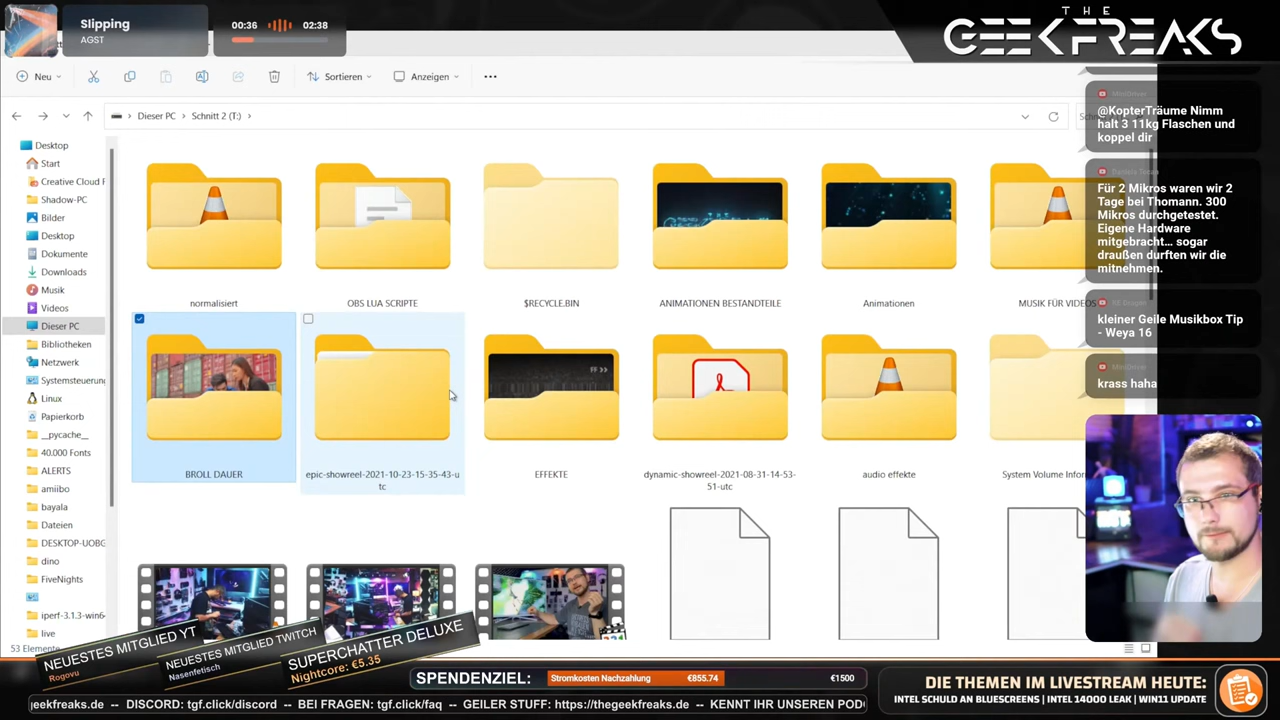 Slipping
AGST
00:36
02:38
THE
GEEKFREAKS
Neu
Sortieren
Anzeigen
Dieser PC
Schnitt 2 (T:)
Desktop
Start
Creative Cloud F
Shadow-PC
Bilder
Desktop
Dokumente
Downloads
Musik
Videos
Dieser PC
Bibliotheken
Netzwerk
Systemsteuerung
Linux
Papierkorb
__pycache__
40.000 Fonts
ALERTS
amiibo
bayala
Dateien
DESKTOP-UOBG
dino
FiveNights
iperf-3.1.3-win6
live
53 Elemente
normalisiert
OBS LUA SCRIPTE
$RECYCLE.BIN
ANIMATIONEN BESTANDTEILE
Animationen
MUSIK FÜR VIDEOS
BROLL DAUER
epic-showreel-2021-10-23-15-35-43-u
tc
EFFEKTE
dynamic-showreel-2021-08-31-14-53-
51-utc
audio effekte
System Volume Infor
FF >>
@KopterTräume Nimm
halt 3 11kg Flaschen und
koppel dir
Für 2 Mikros waren wir 2
Tage bei Thomann. 300
Mikros durchgetestet.
Eigene Hardware
mitgebracht... sogar
draußen durften wir die
mitnehmen.
kleiner Geile Musikbox Tip
- Weya 16
krass haha
NEUESTES MITGLIED YT
Rogovu
NEUESTES MITGLIED TWITCH
Nasenfetisch
SUPERCHATTER DELUXE
Nightcore: €5.35
SPENDENZIEL:
Stromkosten Nachzahlung
€855.74
€1500
DIE THEMEN IM LIVESTREAM HEUTE:
INTEL SCHULD AN BLUESCREENS | INTEL 14000 LEAK | WIN11 UPDATE
geekfreaks.de -- DISCORD: tgf.click/discord -- BEI FRAGEN: tgf.click/faq -- GEILER STUFF: https://thegeekfreaks.de -- KENNT IHR UNSEREN POD